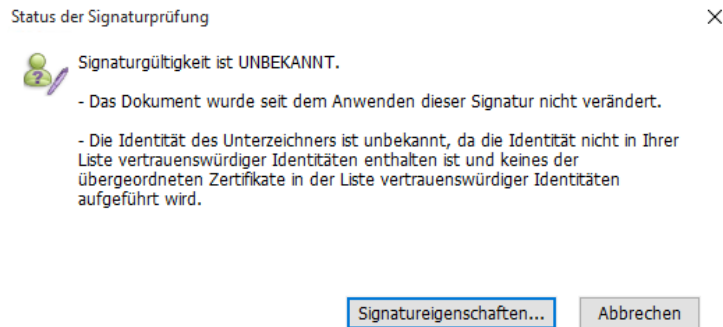 Status der Signaturprüfung
Signaturgültigkeit ist UNBEKANNT.
- Das Dokument wurde seit dem Anwenden dieser Signatur nicht verändert.
- Die Identität des Unterzeichners ist unbekannt, da die Identität nicht in Ihrer
Liste vertrauenswürdiger Identitäten enthalten ist und keines der
übergeordneten Zertifikate in der Liste vertrauenswürdiger Identitäten
aufgeführt wird.
Signatureigenschaften...
Abbrechen